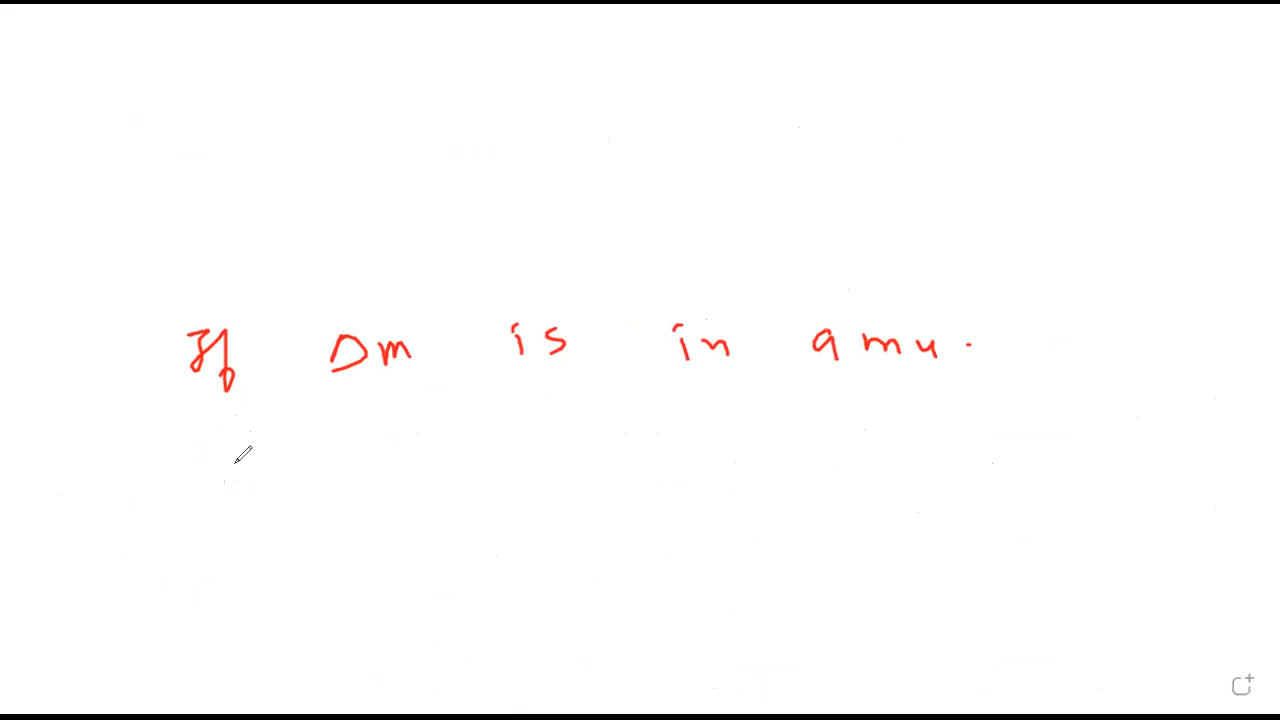 If Δm is in amu.